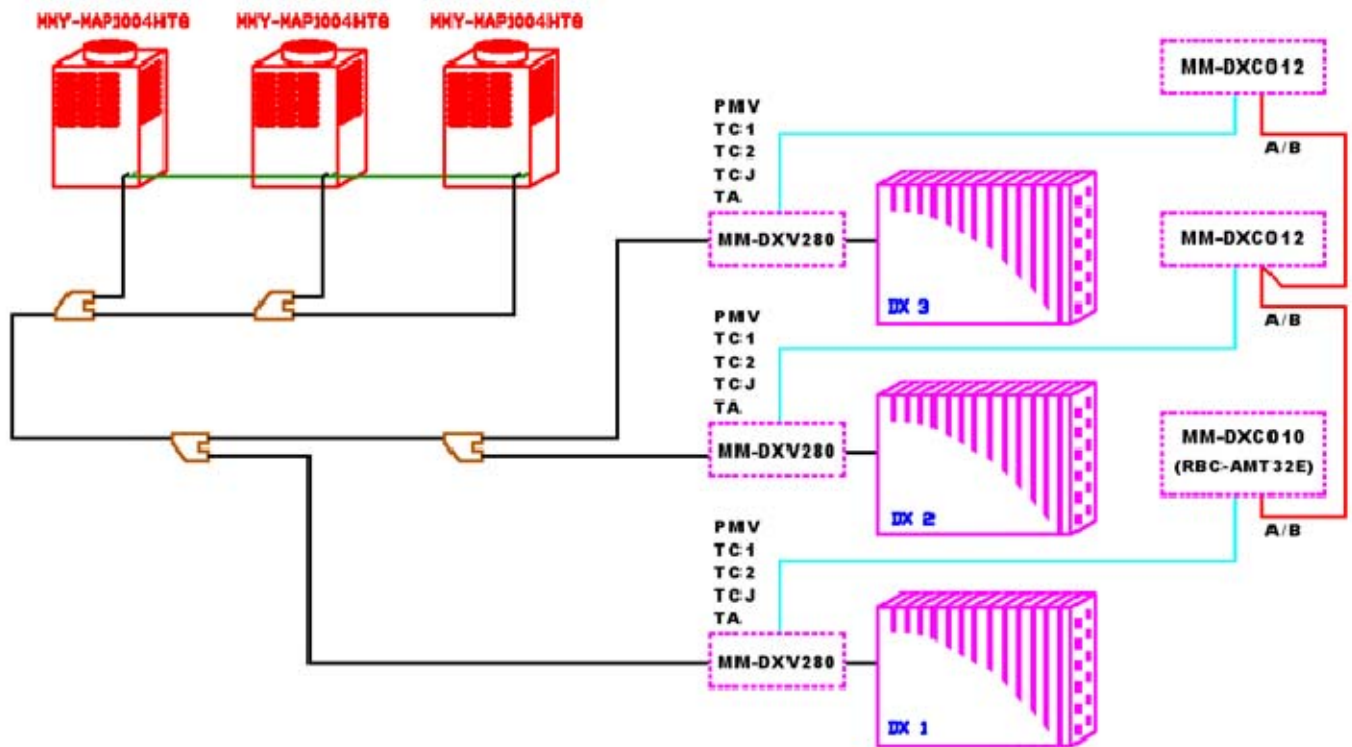 MMY-MAP1004HT8 MMY-MAP1004HT8 MMY-MAP1004HT8
MM-DXC012
A/B
PMV
TC1
TC2
TCJ
TA.
MM-DXV280
DX 3
MM-DXC012
A/B
PMV
TC1
TC2
TCJ
TA.
MM-DXV280
DX 2
MM-DXC010
(RBC-AMT32E)
A/B
PMV
TC1
TC2
TCJ
TA.
MM-DXV280
DX 1